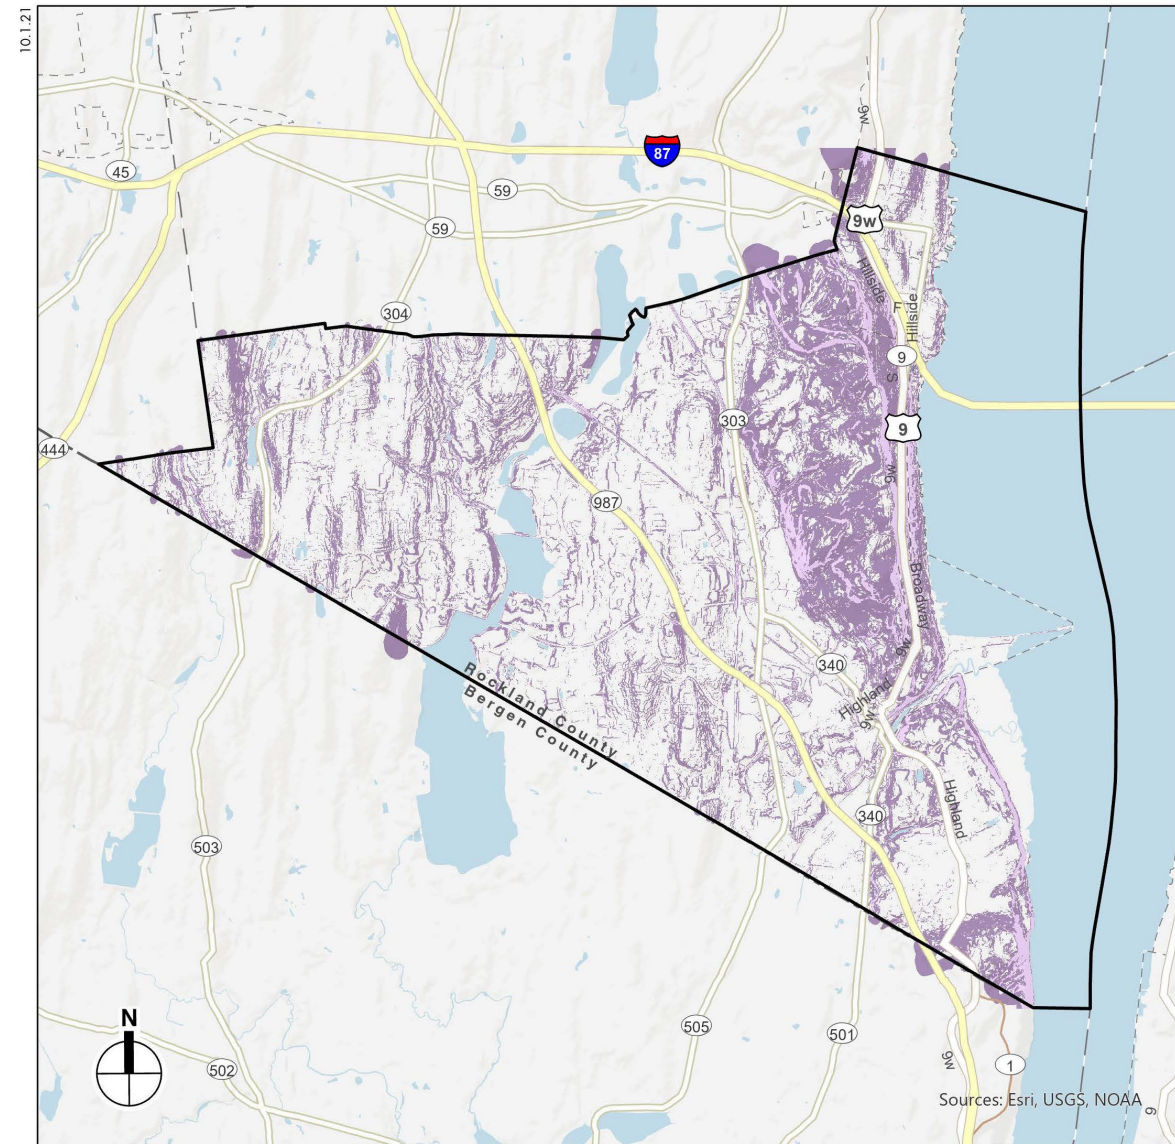 10.1.21
9w
87
45
59
9w
59
Hillside
Hillside
304
F
9
S
303
9
444
9w
987
Broadway
9w
340
Highland
Rockland County
Bergen County
9w
Highland
340
503
N
505
501
9w
502
1
Sources: Esri, USGS, NOAA
9